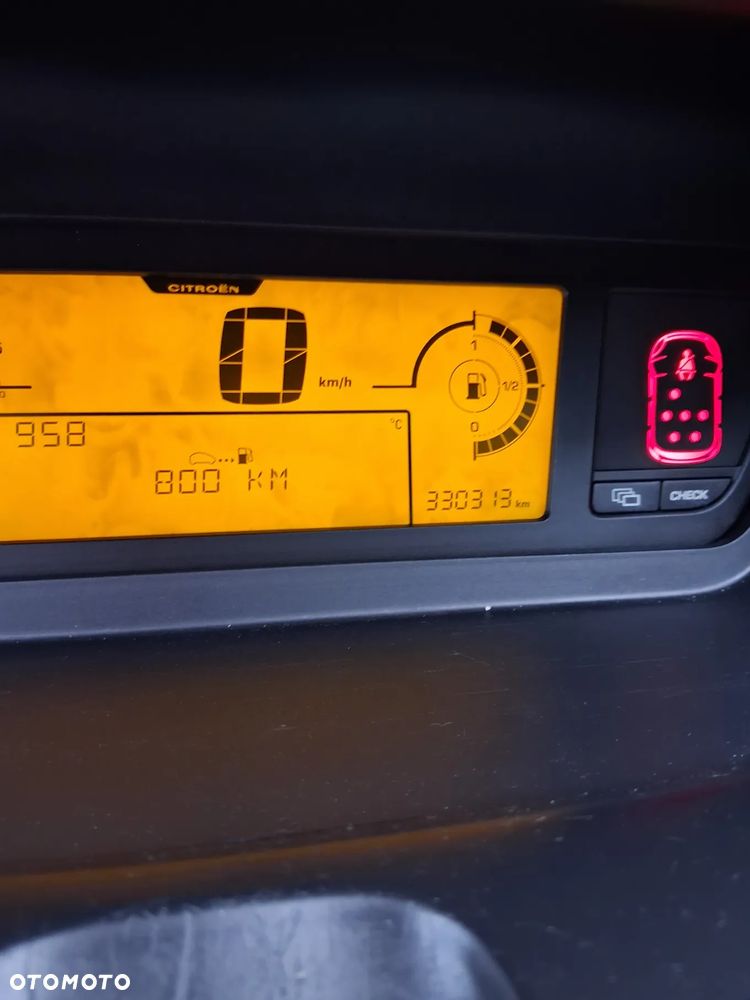 CITROËN
0 km/h
1
1/2
0
°C
958
800 KM
330313 km
CHECK
OTOMOTO